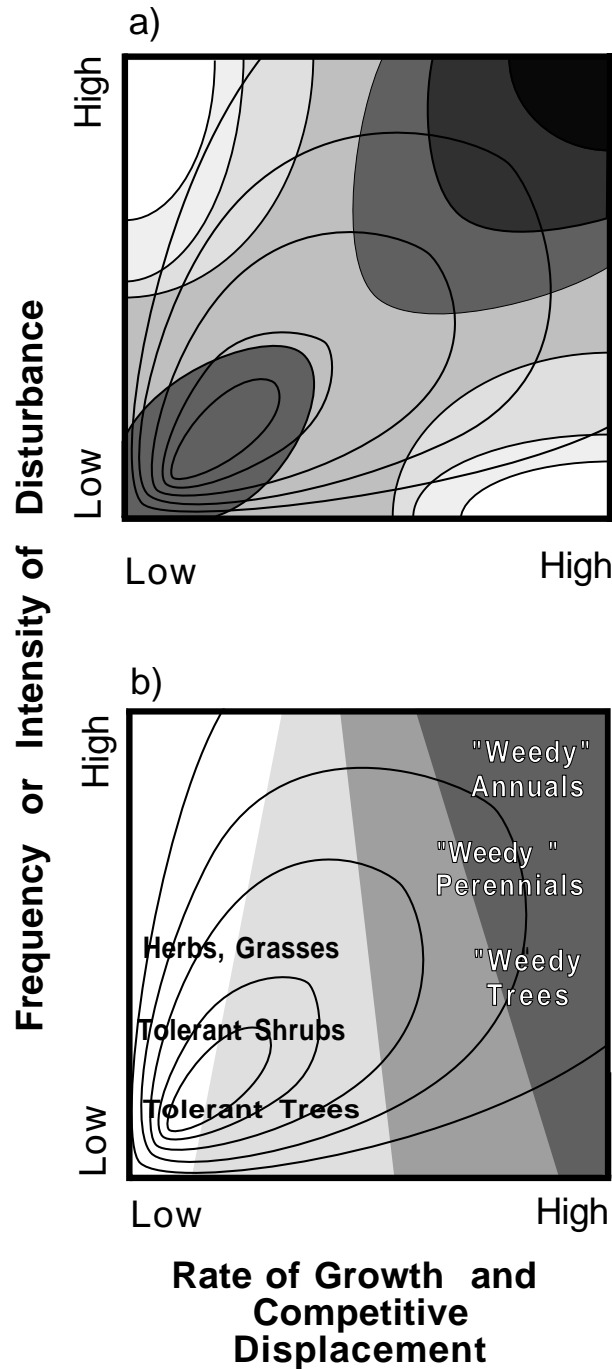 a)
High
Low
Low
High
Frequency or Intensity of Disturbance
b)
High
"Weedy"
Annuals
"Weedy "
Perennials
Herbs, Grasses
"Weedy
Trees
Tolerant Shrubs
Tolerant Trees
Low
Low
High
Rate of Growth and
Competitive
Displacement